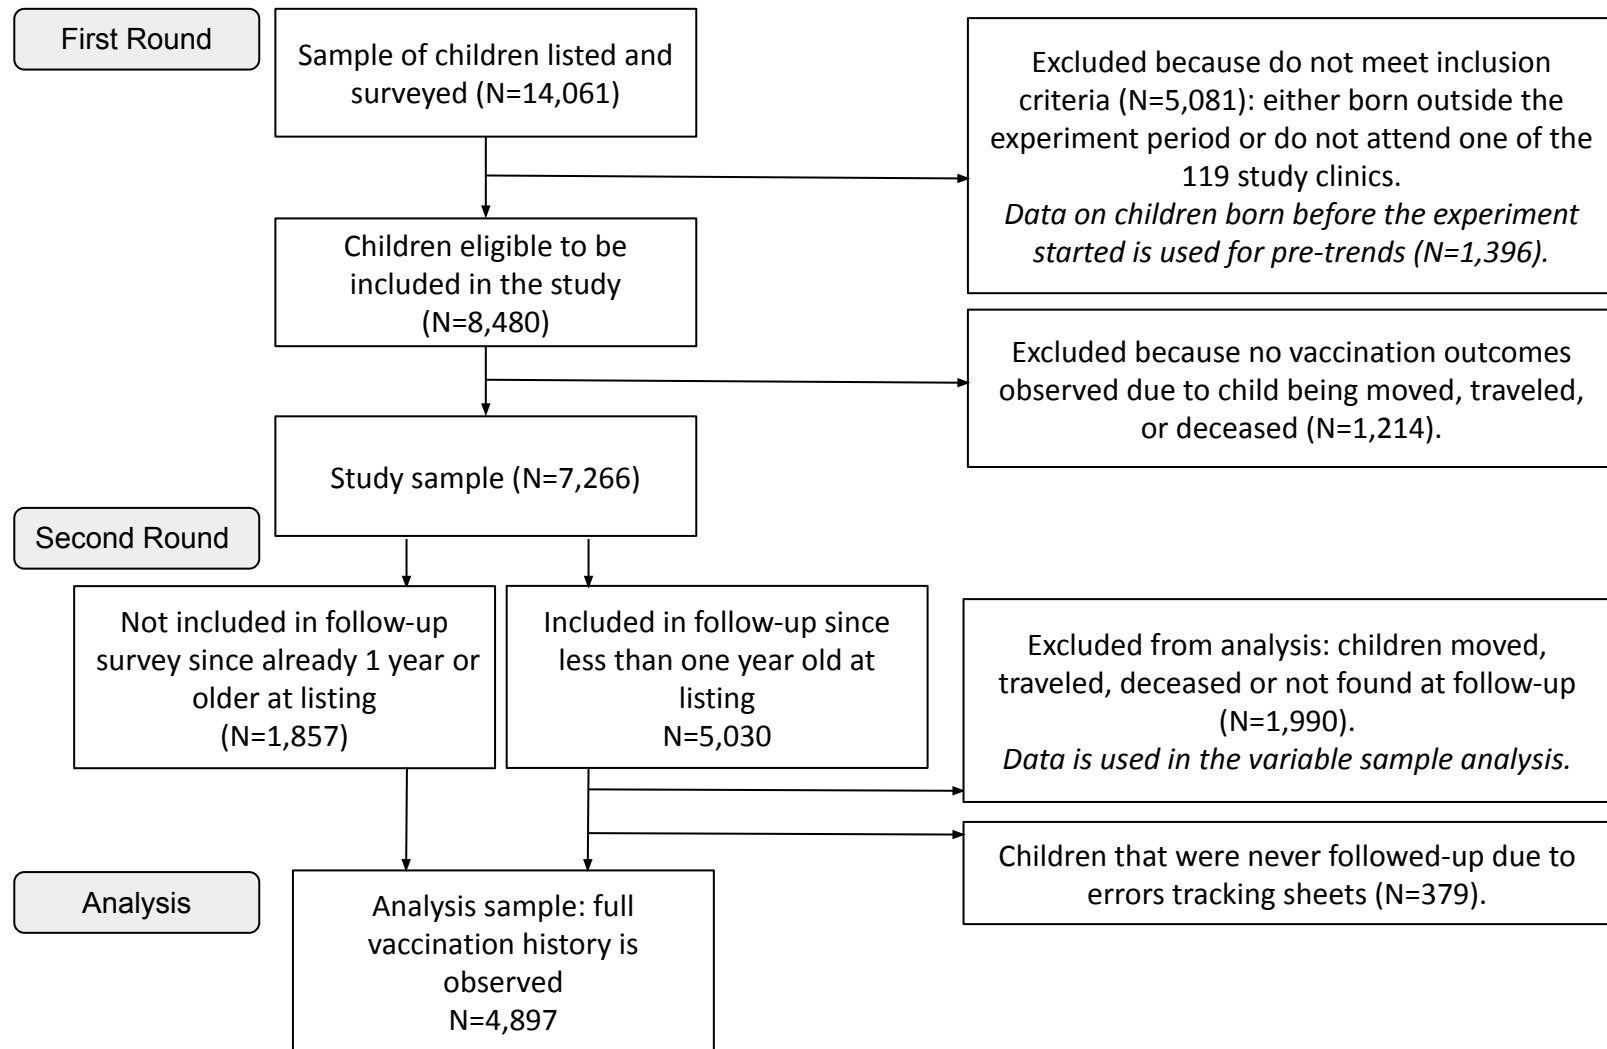 First Round
Sample of children listed and
surveyed (N=14,061)
Excluded because do not meet inclusion
criteria (N=5,081): either born outside the
experiment period or do not attend one of the
119 study clinics.
Data on children born before the experiment
started is used for pre-trends (N=1,396).
Children eligible to be
included in the study
(N=8,480)
Excluded because no vaccination outcomes
observed due to child being moved, traveled,
or deceased (N=1,214).
Study sample (N=7,266)
Second Round
Not included in follow-up
survey since already 1 year or
older at listing
(N=1,857)
Included in follow-up since
less than one year old at
listing
N=5,030
Excluded from analysis: children moved,
traveled, deceased or not found at follow-up
(N=1,990).
Data is used in the variable sample analysis.
Children that were never followed-up due to
errors tracking sheets (N=379).
Analysis
Analysis sample: full
vaccination history is
observed
N=4,897